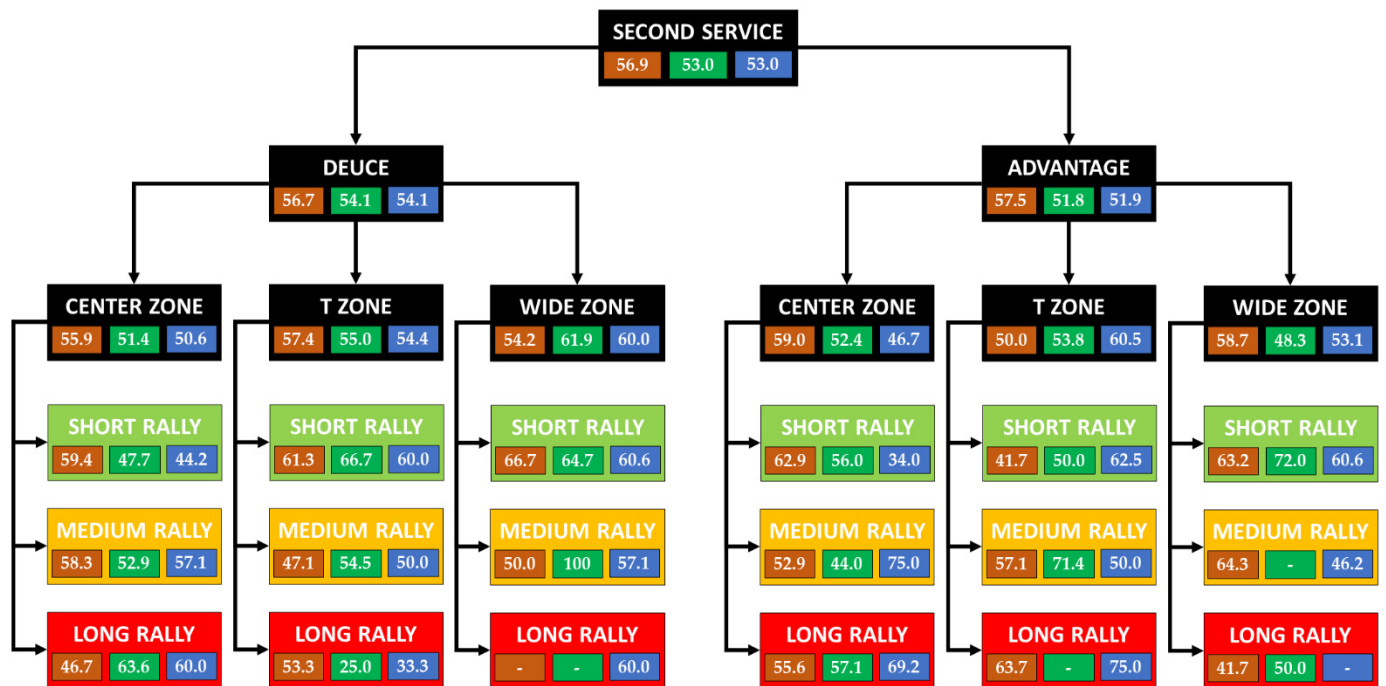 SECOND SERVICE
56.9 53.0 53.0
DEUCE
56.7 54.1 54.1
ADVANTAGE
57.5 51.8 51.9
CENTER ZONE
55.9 51.4 50.6
T ZONE
57.4 55.0 54.4
WIDE ZONE
54.2 61.9 60.0
CENTER ZONE
59.0 52.4 46.7
T ZONE
50.0 53.8 60.5
WIDE ZONE
58.7 48.3 53.1
SHORT RALLY
59.4 47.7 44.2
SHORT RALLY
61.3 66.7 60.0
SHORT RALLY
66.7 64.7 60.6
SHORT RALLY
62.9 56.0 34.0
SHORT RALLY
41.7 50.0 62.5
SHORT RALLY
63.2 72.0 60.6
MEDIUM RALLY
58.3 52.9 57.1
MEDIUM RALLY
47.1 54.5 50.0
MEDIUM RALLY
50.0 100 57.1
MEDIUM RALLY
52.9 44.0 75.0
MEDIUM RALLY
57.1 71.4 50.0
MEDIUM RALLY
64.3 - 46.2
LONG RALLY
46.7 63.6 60.0
LONG RALLY
53.3 25.0 33.3
LONG RALLY
- - 60.0
LONG RALLY
55.6 57.1 69.2
LONG RALLY
63.7 - 75.0
LONG RALLY
41.7 50.0 -